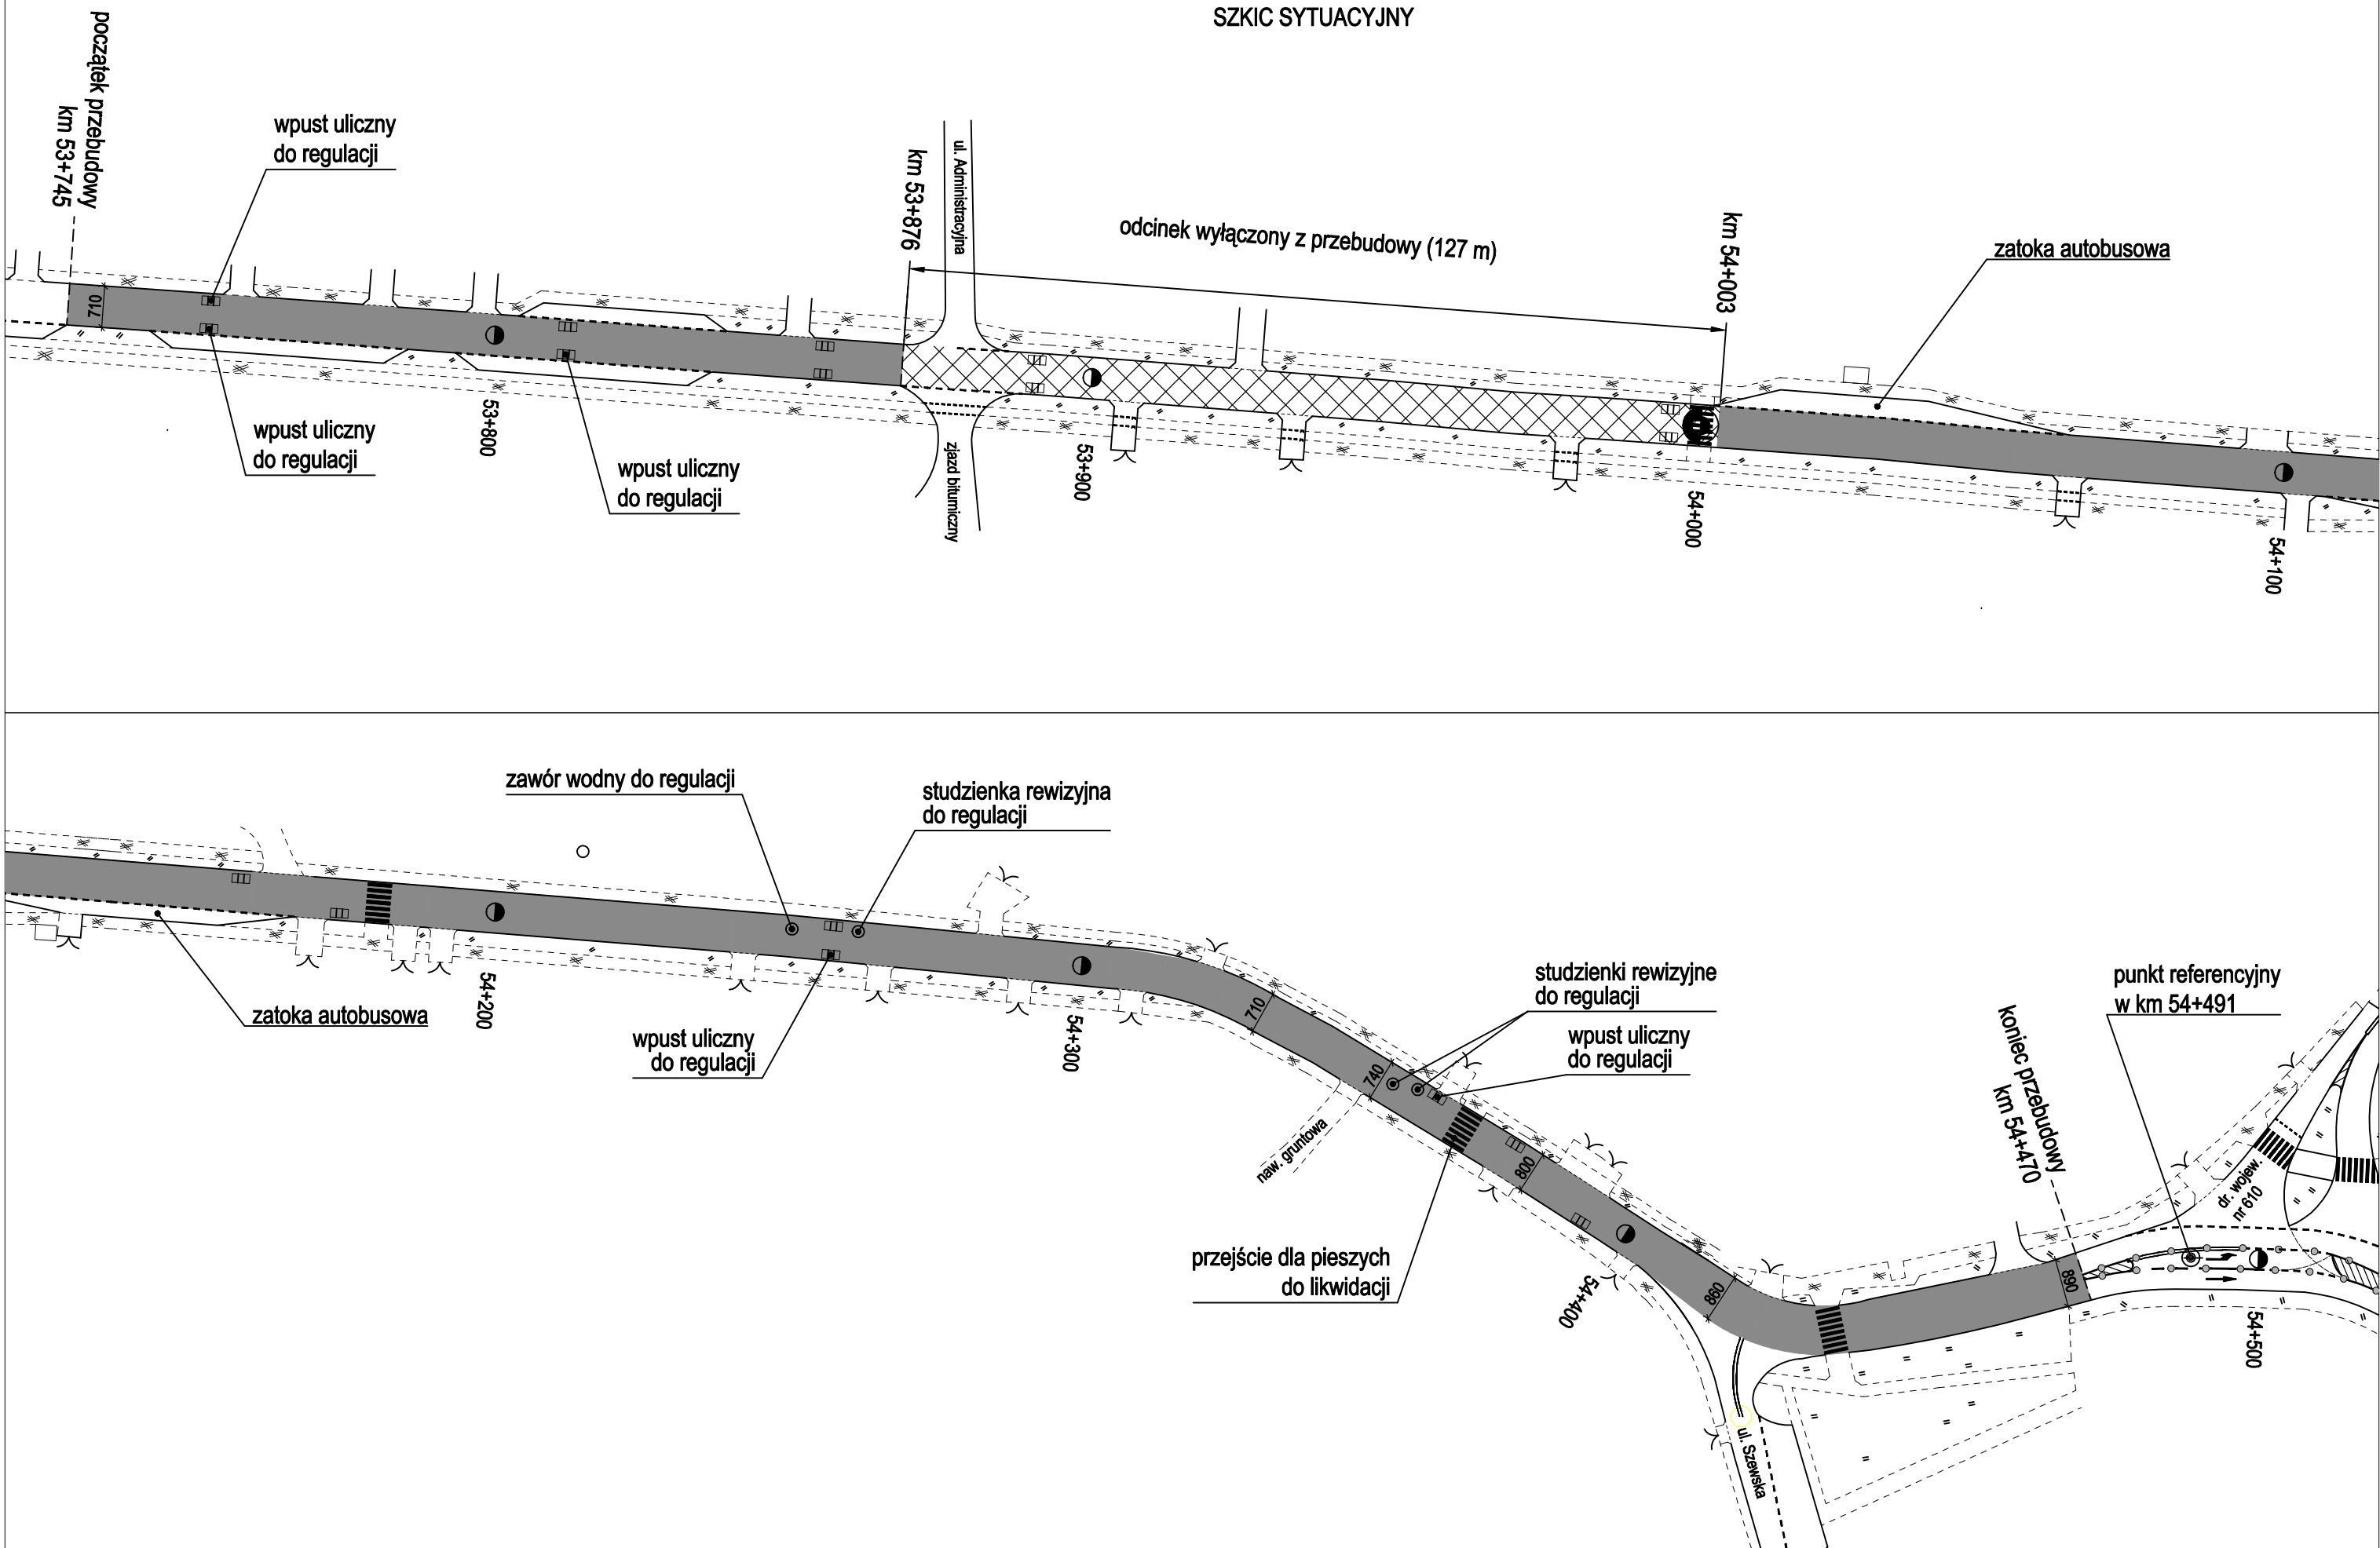 SZKIC SYTUACYJNY
początek przebudowy
km 53+745
wpust uliczny
do regulacji
710
wpust uliczny
do regulacji
53+800
wpust uliczny
do regulacji
km 53+876
ul. Administracyjna
zjazd bitumiczny
odcinek wyłączony z przebudowy (127 m)
53+900
km 54+003
54+000
zatoka autobusowa
54+100
zawór wodny do regulacji
studzienka rewizyjna
do regulacji
zatoka autobusowa
54+200
wpust uliczny
do regulacji
54+300
710
740
studzienki rewizyjne
do regulacji
wpust uliczny
do regulacji
naw. gruntowa
800
przejście dla pieszych
do likwidacji
54+400
860
ul. Szewska
koniec przebudowy
km 54+470
890
punkt referencyjny
w km 54+491
dr. wojew.
nr 610
54+500